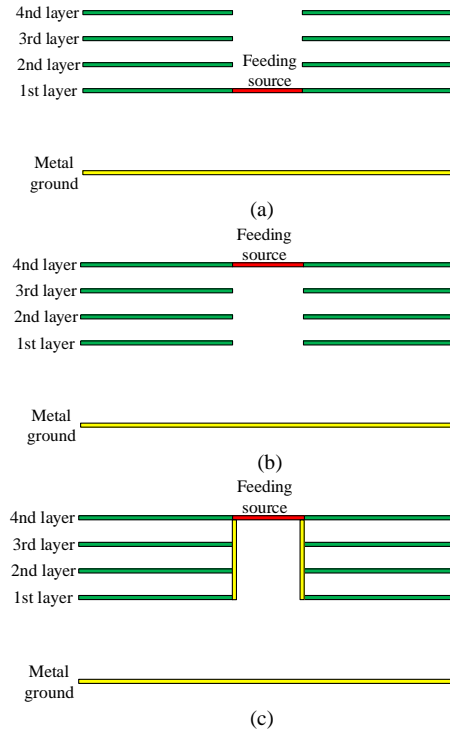 4nd layer
3rd layer
2nd layer
Feeding
source
1st layer
Metal
ground
(a)
Feeding
source
4nd layer
3rd layer
2nd layer
1st layer
Metal
ground
(b)
Feeding
source
4nd layer
3rd layer
2nd layer
1st layer
Metal
ground
(c)